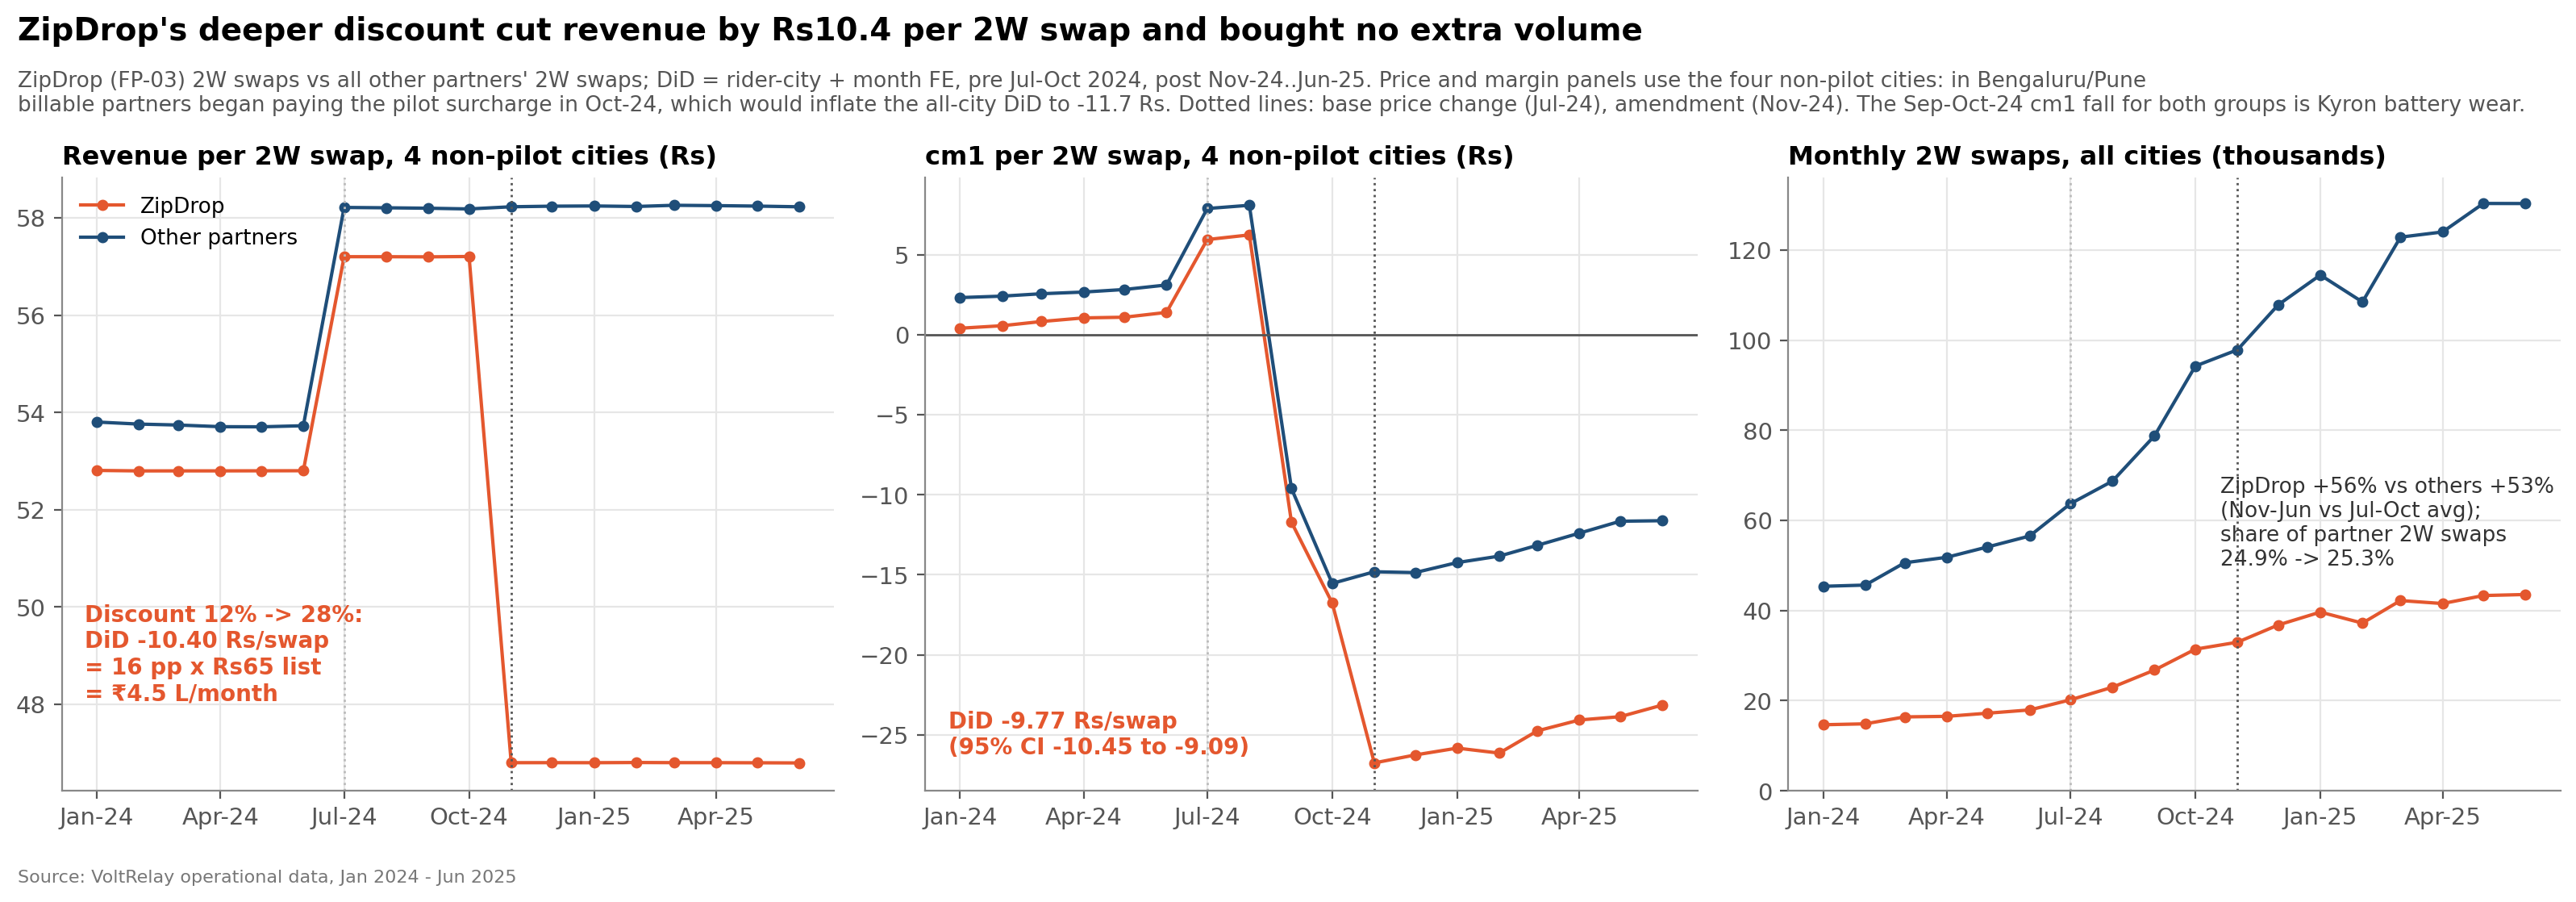 ZipDrop's deeper discount cut revenue by Rs10.4 per 2W swap and bought no extra volume
ZipDrop (FP-03) 2W swaps vs all other partners' 2W swaps; DiD = rider-city + month FE, pre Jul-Oct 2024, post Nov-24..Jun-25. Price and margin panels use the four non-pilot cities: in Bengaluru/Pune
billable partners began paying the pilot surcharge in Oct-24, which would inflate the all-city DiD to -11.7 Rs. Dotted lines: base price change (Jul-24), amendment (Nov-24). The Sep-Oct-24 cm1 fall for both groups is Kyron battery wear.
Revenue per 2W swap, 4 non-pilot cities (Rs)
ZipDrop
Other partners
58
56
54
52
50
48
Discount 12% -> 28%:
DiD -10.40 Rs/swap
= 16 pp x Rs65 list
= ₹4.5 L/month
Jan-24 Apr-24 Jul-24 Oct-24 Jan-25 Apr-25
cm1 per 2W swap, 4 non-pilot cities (Rs)
5
0
−5
−10
−15
−20
−25
DiD -9.77 Rs/swap
(95% CI -10.45 to -9.09)
Jan-24 Apr-24 Jul-24 Oct-24 Jan-25 Apr-25
Monthly 2W swaps, all cities (thousands)
120
100
80
60
40
20
0
ZipDrop +56% vs others +53%
(Nov-Jun vs Jul-Oct avg);
share of partner 2W swaps
24.9% -> 25.3%
Jan-24 Apr-24 Jul-24 Oct-24 Jan-25 Apr-25
Source: VoltRelay operational data, Jan 2024 - Jun 2025